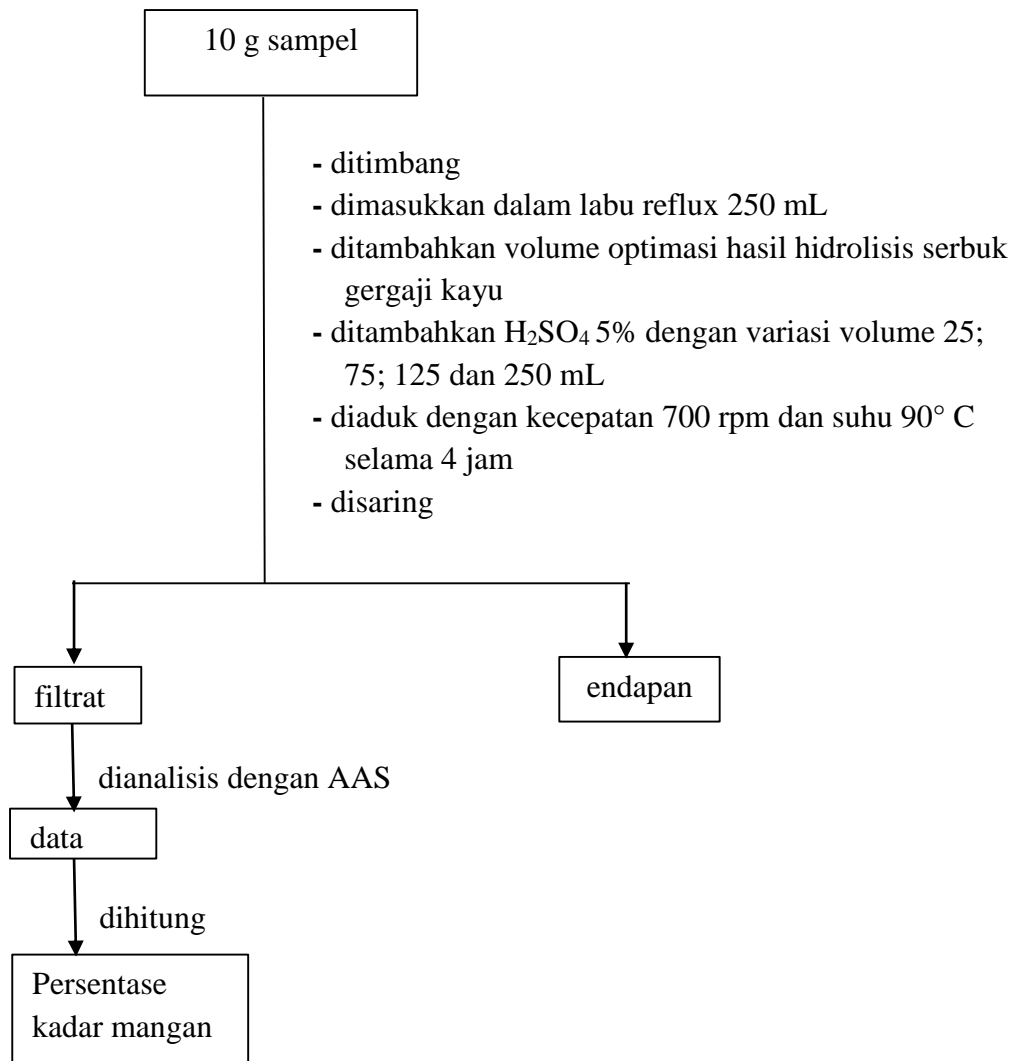 10 g sampel
- ditimbang
- dimasukkan dalam labu reflux 250 mL
- ditambahkan volume optimasi hasil hidrolisis serbuk
gergaji kayu
- ditambahkan H₂SO₄ 5% dengan variasi volume 25;
75; 125 dan 250 mL
- diaduk dengan kecepatan 700 rpm dan suhu 90° C
selama 4 jam
- disaring
filtrat
endapan
dianalisis dengan AAS
data
dihitung
Persentase
kadar mangan